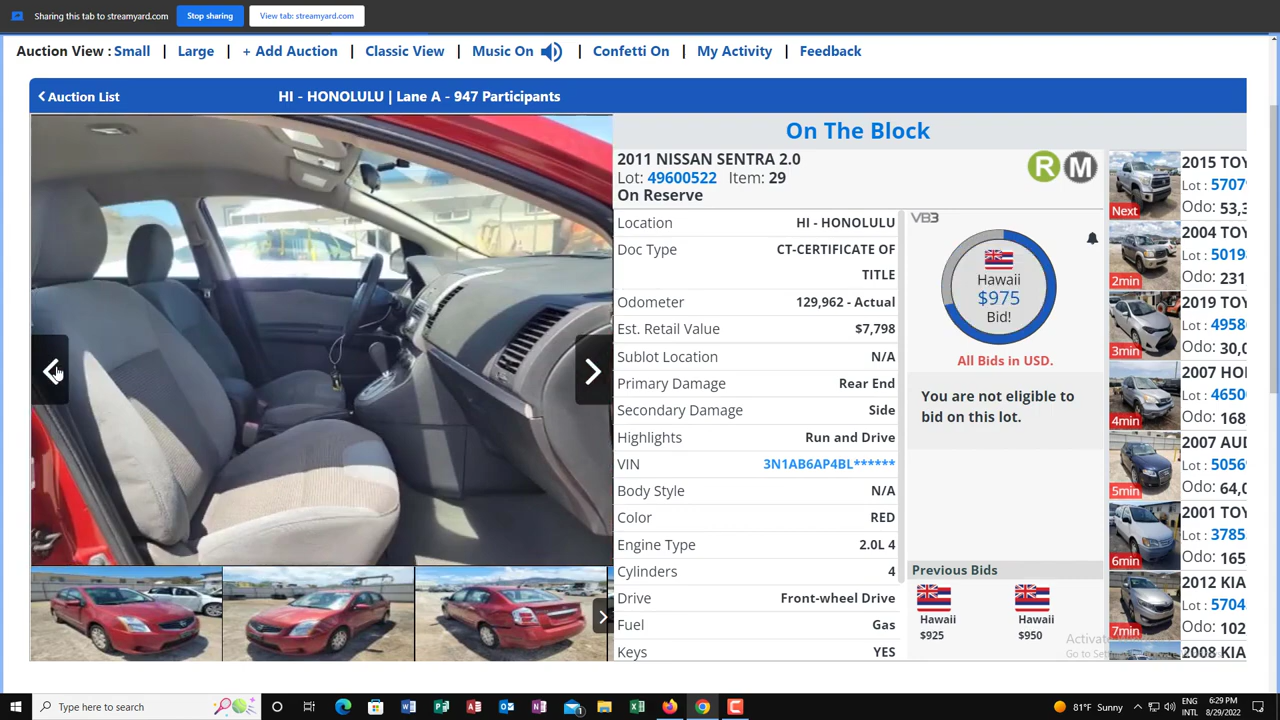 Sharing this tab to streamyard.com
Stop sharing
View tab: streamyard.com
Auction View : Small | Large | + Add Auction | Classic View | Music On | Confetti On | My Activity | Feedback
Auction List
HI - HONOLULU | Lane A - 947 Participants
On The Block
2011 NISSAN SENTRA 2.0
Lot: 49600522 Item: 29
On Reserve
R
M
Location HI - HONOLULU
Doc Type CT-CERTIFICATE OF
TITLE
Odometer 129,962 - Actual
Est. Retail Value $7,798
Sublot Location N/A
Primary Damage Rear End
Secondary Damage Side
Highlights Run and Drive
VIN 3N1AB6AP4BL******
Body Style N/A
Color RED
Engine Type 2.0L 4
Cylinders 4
Drive Front-wheel Drive
Fuel Gas
Keys YES
VB3
Hawaii
$975
Bid!
All Bids in USD.
You are not eligible to
bid on this lot.
Previous Bids
Hawaii
$925
Hawaii
$950
2015 TOY
Lot : 5707
Odo: 53,3
Next
2004 TOY
Lot : 5019
Odo: 231
2min
2019 TOY
Lot : 4958
Odo: 30,0
3min
2007 HO
Lot : 4650
Odo: 168
4min
2007 AUD
Lot : 5056
Odo: 64,0
5min
2001 TOY
Lot : 3785
Odo: 165
6min
2012 KIA
Lot : 5704
Odo: 102
7min
2008 KIA
Type here to search
1
81°F Sunny
ENG
INTL
6:29 PM
8/29/2022